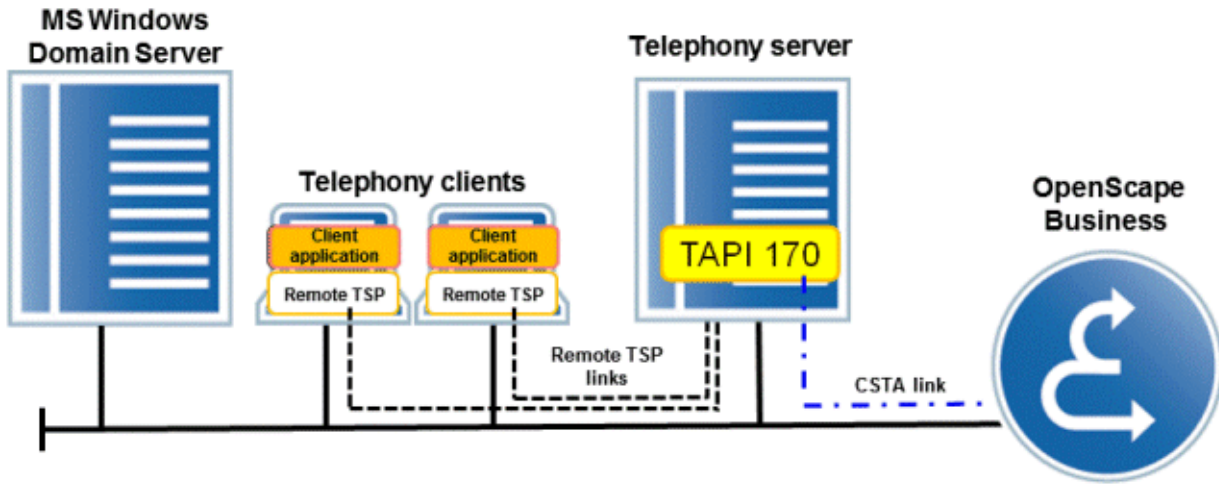 MS Windows
Domain Server
Telephony server
Telephony clients
OpenScape
Business
Client
application
Client
application
TAPI 170
Remote TSP
Remote TSP
Remote TSP
links
CSTA link